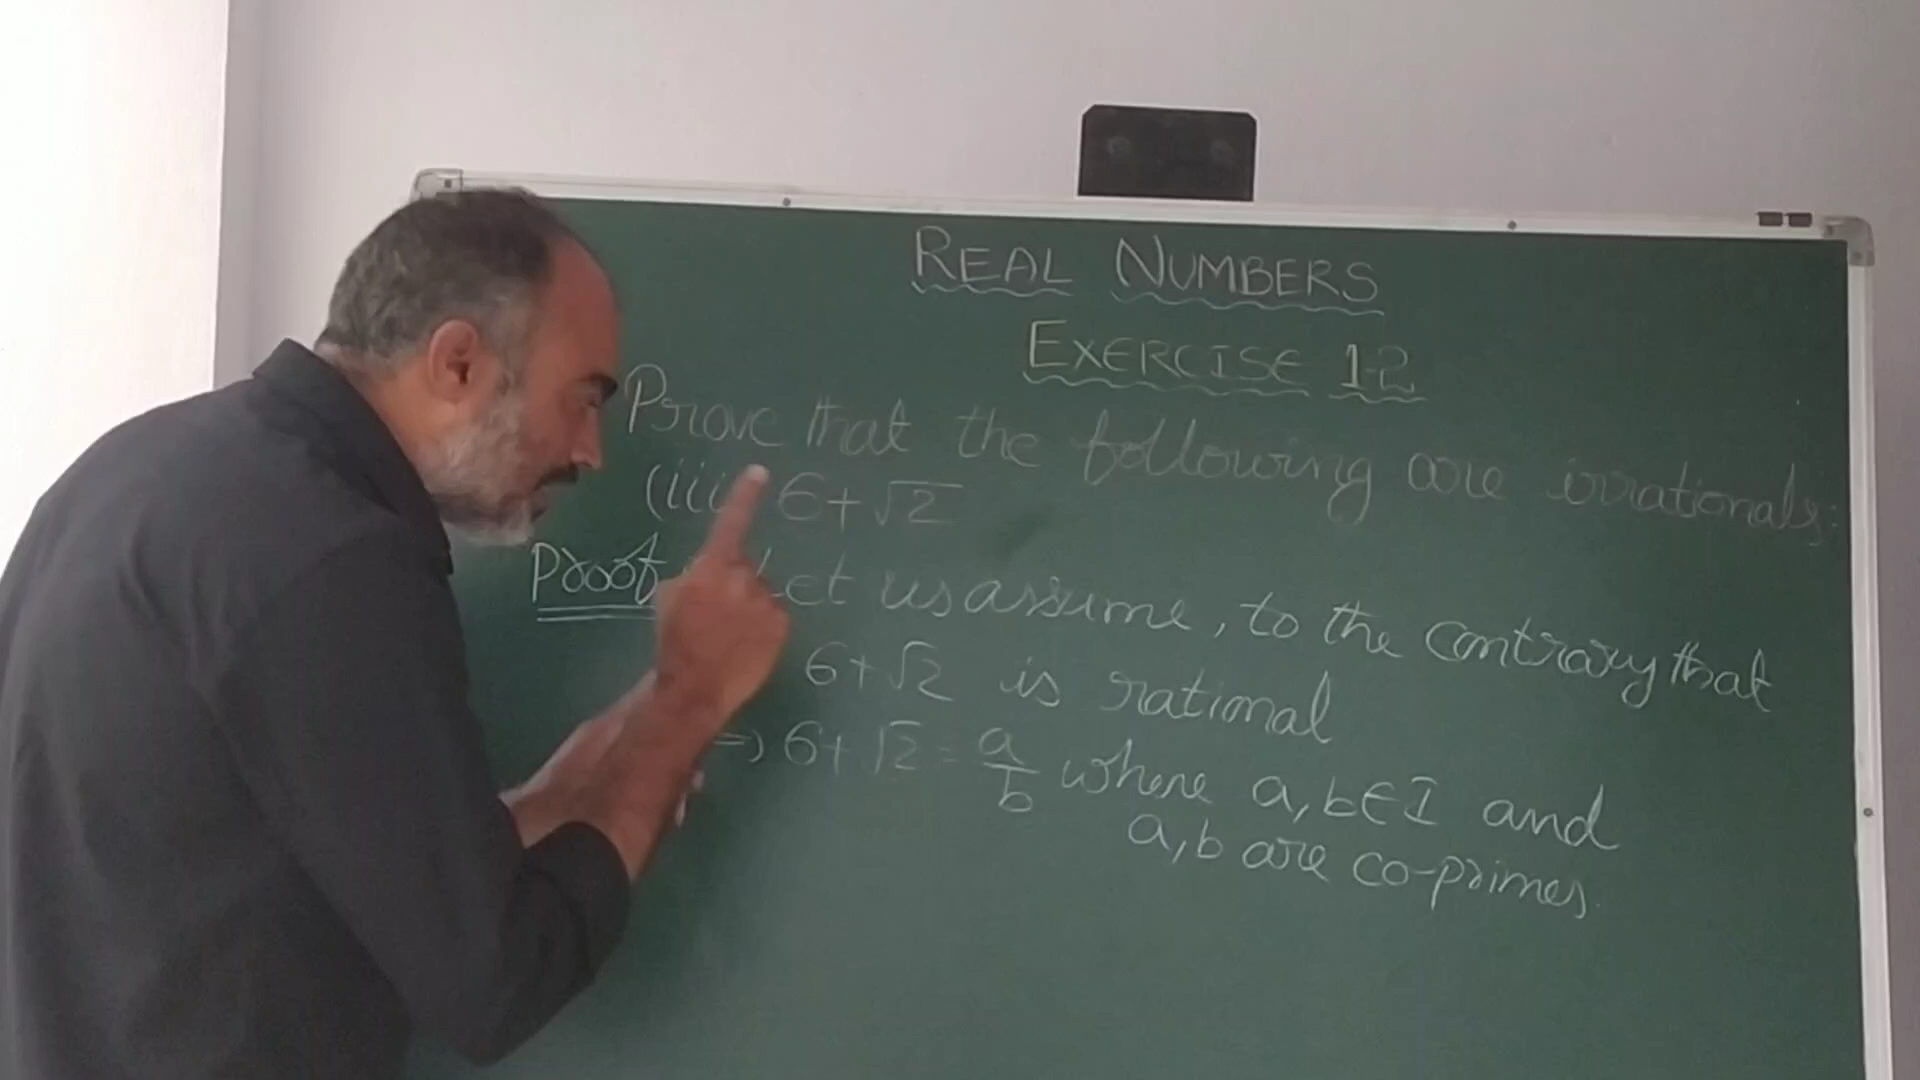 REAL NUMBERS
EXERCISE 1.2
Prove that the following are irrationals:
(iii) 6+√2
Proof Let us assume, to the contrary that
6+√2 is rational
⇒ 6+√2 = a/b where a,b∈I and
a,b are co-primes.